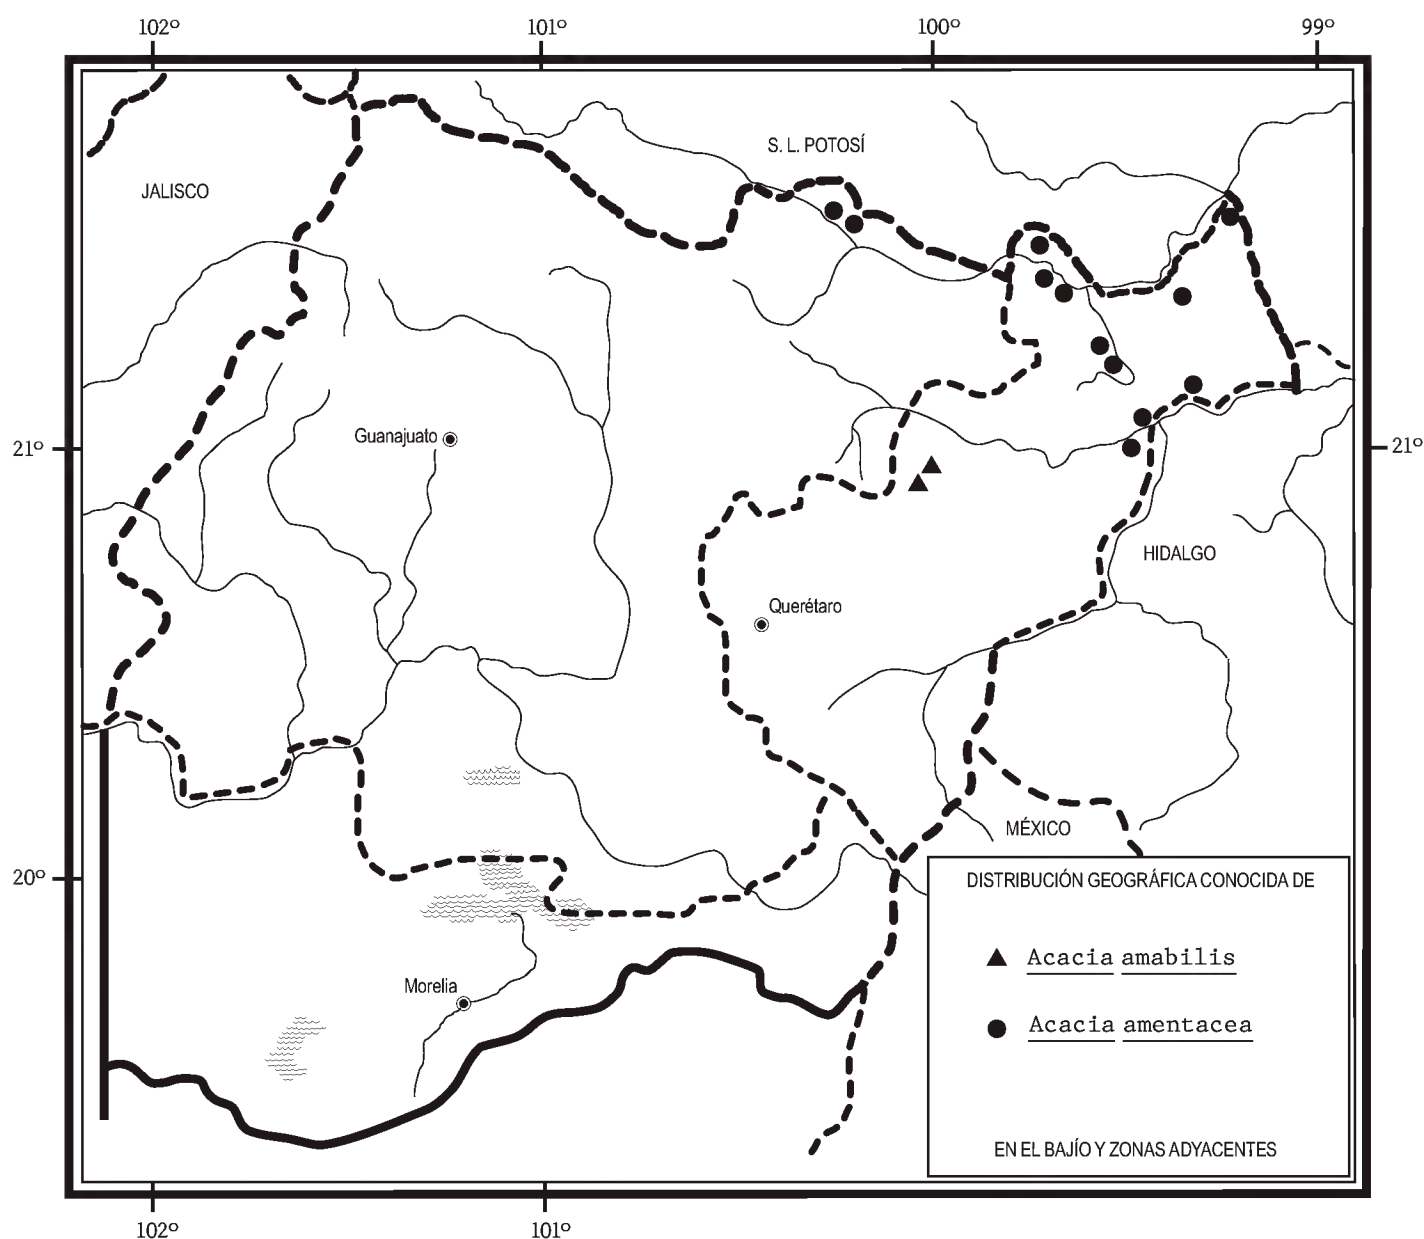 102º 101º 100º 99º
S. L. POTOSÍ
JALISCO
Guanajuato
21º 21º
HIDALGO
Querétaro
MÉXICO
20º
DISTRIBUCIÓN GEOGRÁFICA CONOCIDA DE
Acacia amabilis
Morelia
Acacia amentacea
EN EL BAJÍO Y ZONAS ADYACENTES
102º 101º